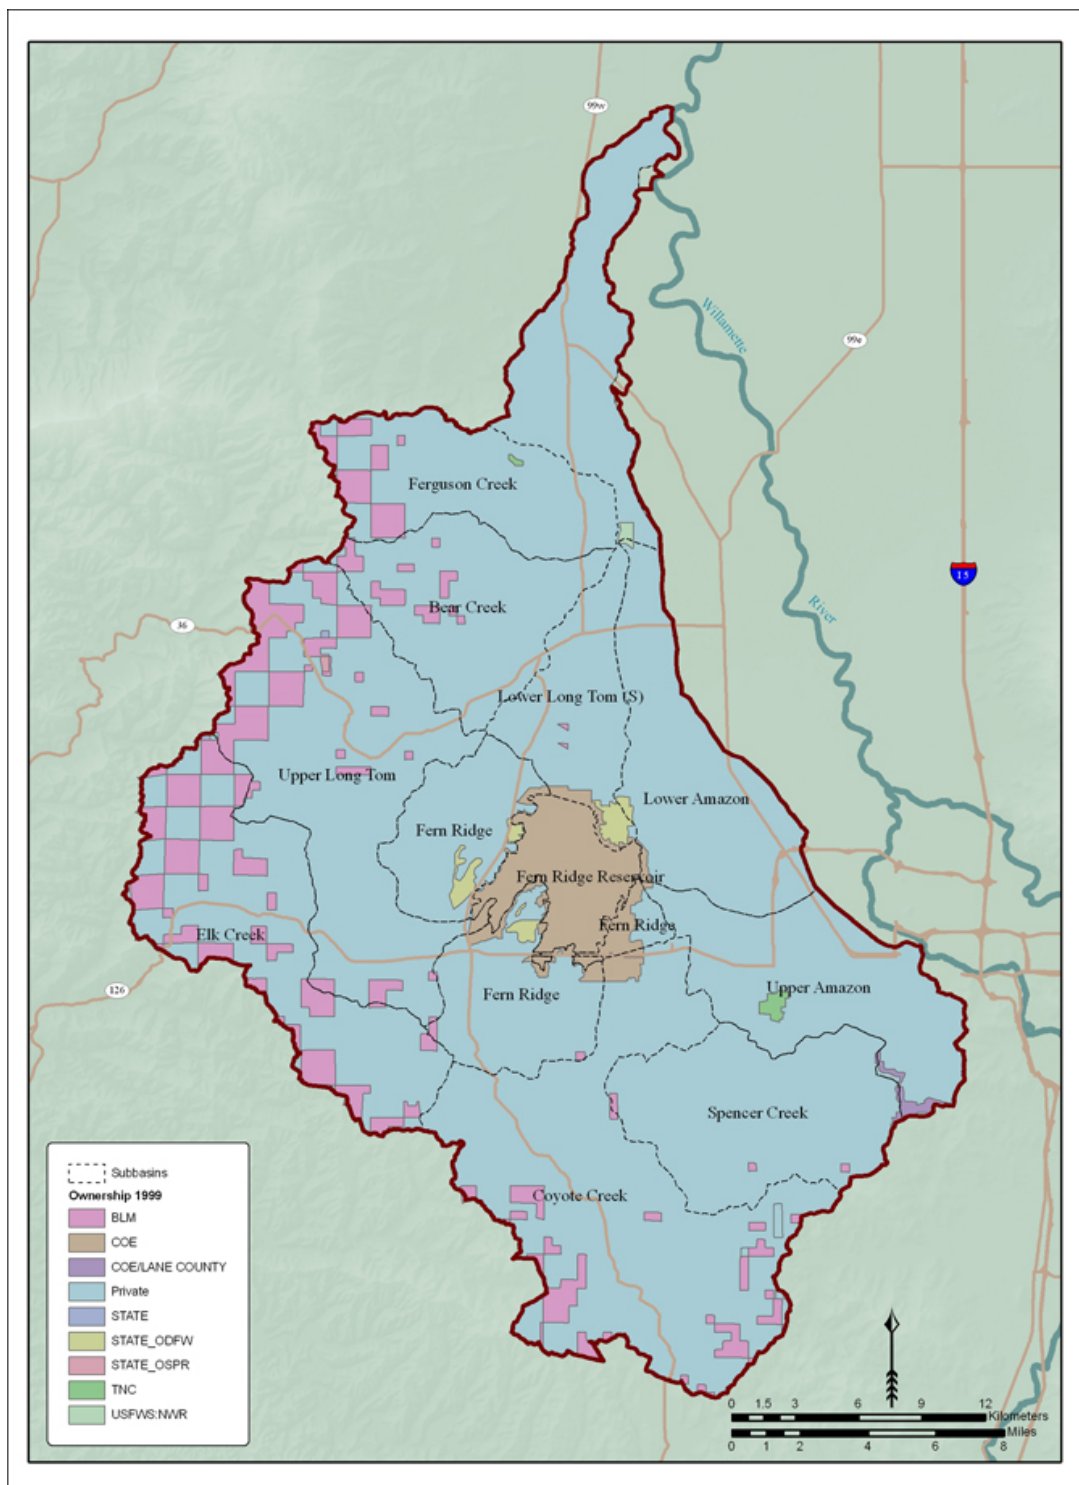 99w
Willamette
99e
Ferguson Creek
15
River
Bear Creek
36
Lower Long Tom (S)
Upper Long Tom
Lower Amazon
Fern Ridge
Fern Ridge Reservoir
Fern Ridge
Elk Creek
126
Fern Ridge
Upper Amazon
Spencer Creek
Coyote Creek
Subbasins
Ownership 1999
BLM
COE
COE/LANE COUNTY
Private
STATE
STATE_ODFW
STATE_OSPR
TNC
USFWS:NWR
0 1.5 3 6 9 12
Kilometers
Miles
0 1 2 4 6 8